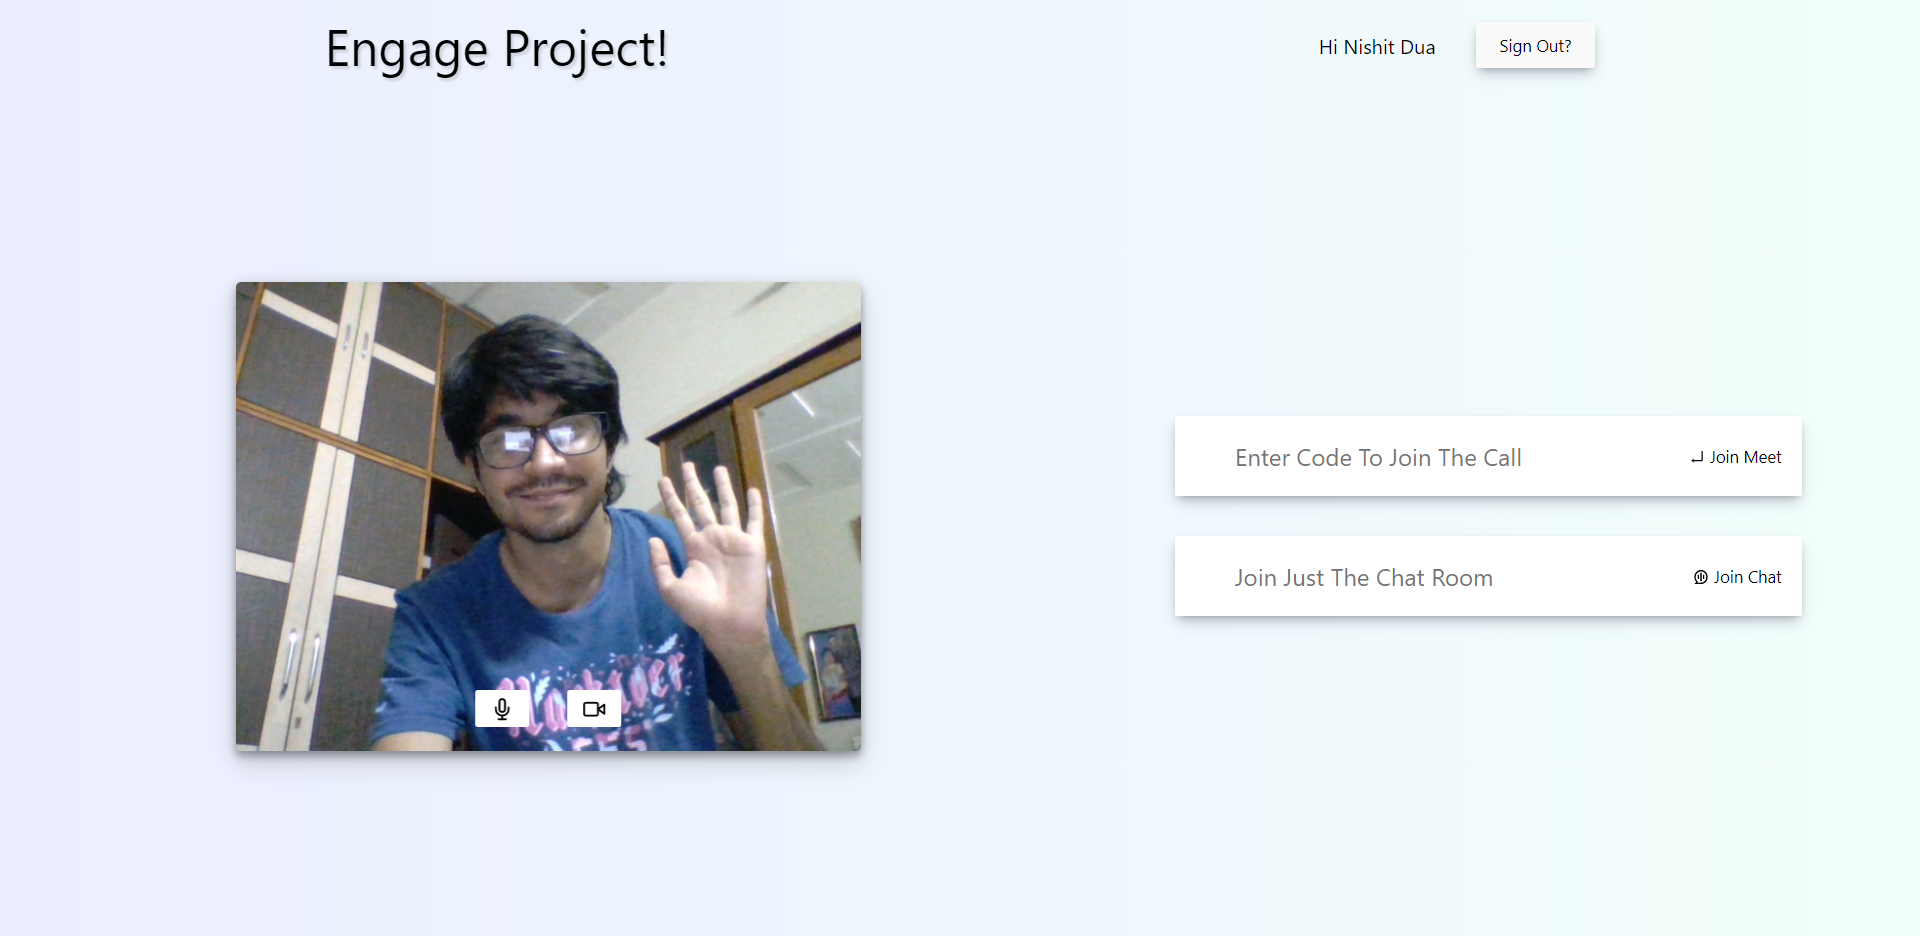 Engage Project!
Hi Nishit Dua
Sign Out?
Enter Code To Join The Call
Join Meet
Join Just The Chat Room
Join Chat